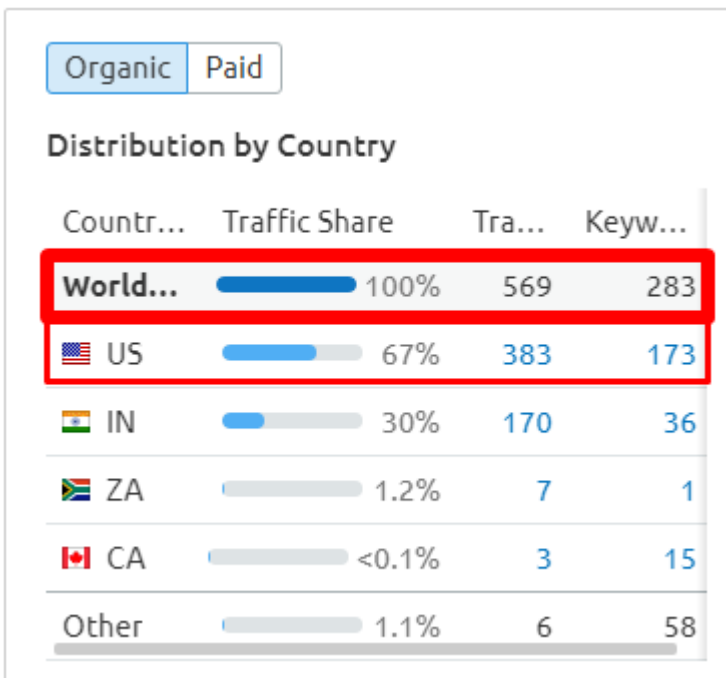 Organic Paid
Distribution by Country
Countr... Traffic Share Tra... Keyw...
World... 100% 569 283
US 67% 383 173
IN 30% 170 36
ZA 1.2% 7 1
CA <0.1% 3 15
Other 1.1% 6 58